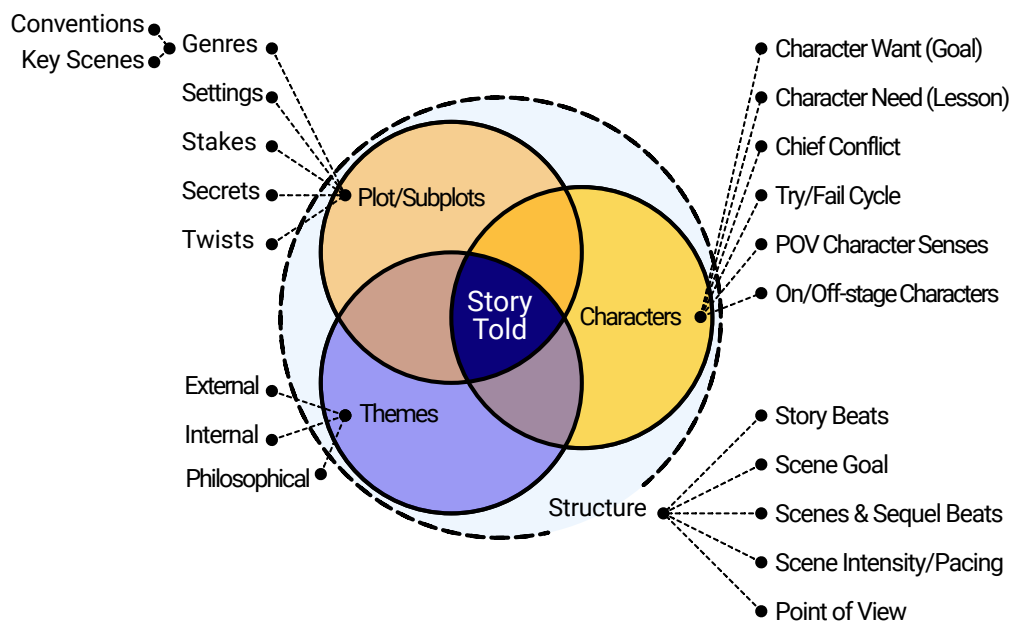 Conventions
Key Scenes
Genres
Settings
Stakes
Secrets
Twists
Plot/Subplots
Character Want (Goal)
Character Need (Lesson)
Chief Conflict
Try/Fail Cycle
POV Character Senses
On/Off-stage Characters
Story
Told
Characters
External
Internal
Philosophical
Themes
Structure
Story Beats
Scene Goal
Scenes & Sequel Beats
Scene Intensity/Pacing
Point of View